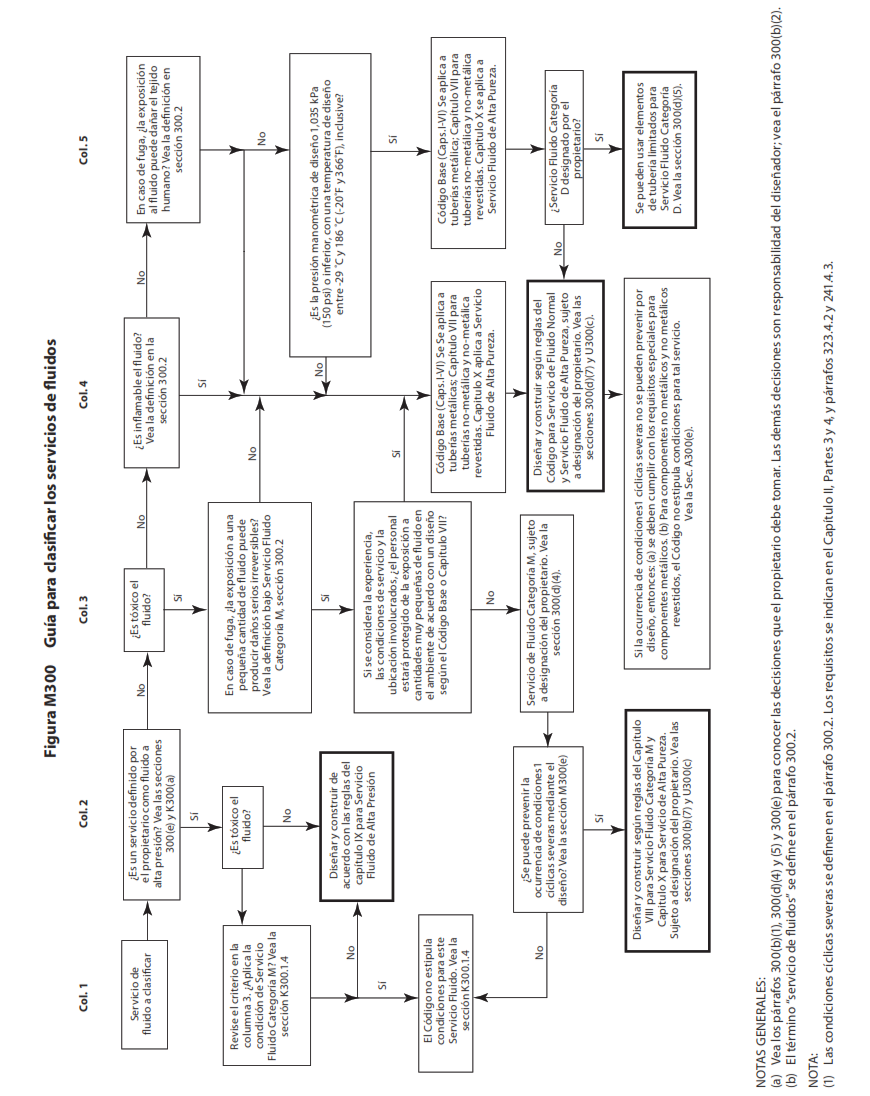 Figura M300 Guía para clasificar los servicios de fluidos
Col. 1
Col. 2
Col. 3
Col. 4
Col. 5
Servicio de
fluido a clasificar
¿Es un servicio definido por
el propietario como fluido a
alta presión? Vea las secciones
300(e) y K300(a)
No
¿Es tóxico el
fluido?
No
¿Es inflamable el fluido?
Vea la definición en la
sección 300.2
No
En caso de fuga, ¿la exposición
al fluido puede dañar el tejido
humano? Vea la definición en
sección 300.2
Sí
Sí
Sí
No
Revise el criterio en la
columna 3. ¿Aplica la
condición de Servicio
Fluido Categoría M? Vea la
sección K300.1.4
¿Es tóxico el
fluido?
No
En caso de fuga, ¿la exposición a una
pequeña cantidad de fluido puede
producir daños serios irreversibles?
Vea la definición bajo Servicio Fluido
Categoría M, sección 300.2
No
Sí
¿Es la presión manométrica de diseño 1,035 kPa
(150 psi) o inferior, con una temperatura de diseño
entre -29 °C y 186 °C (-20°F y 366°F), inclusive?
No
Sí
Diseñar y construir de
acuerdo con las reglas del
capítulo IX para Servicio
Fluido de Alta Presión
No
Sí
Si se considera la experiencia,
las condiciones de servicio y la
ubicación involucrados, ¿el personal
estará protegido de la exposición a
cantidades muy pequeñas de fluido en
el ambiente de acuerdo con un diseño
según el Código Base o Capítulo VII?
Sí
No
El Código no estipula
condiciones para este
Servicio Fluido. Vea la
sección K300.1.4
Código Base (Caps.I-VI) Se Se aplica a
tuberías metálicas; Capítulo VII para
tuberías no-metálica y no-metálica
revestidas. Capítulo X aplica a Servicio
Fluido de Alta Pureza.
Código Base (Caps.I-VI) Se aplica a
tuberías metálica; Capítulo VII para
tuberías no-metálica y no-metálica
revestidas. Capítulo X se aplica a
Servicio Fluido de Alta Pureza.
No
¿Se puede prevenir la
ocurrencia de condiciones1
cíclicas severas mediante el
diseño? Vea la sección M300(e)
Sí
Servicio de Fluido Categoría M, sujeto
a designación del propietario. Vea la
sección 300(d)(4).
Diseñar y construir según reglas del
Código para Servicio de Fluido Normal
y Servicio Fluido de Alta Pureza, sujeto
a designación del propietario. Vea las
secciones 300(d)(7) y U300(c).
No
¿Servicio Fluido Categoría
D designado por el
propietario?
Sí
Diseñar y construir según reglas del Capítulo
VIII para Servicio Fluido Categoría M y
Capítulo X para Servicio de Alta Pureza.
Sujeto a designación del propietario. Vea las
secciones 300(b)(7) y U300(c)
Si la ocurrencia de condiciones1 cíclicas severas no se pueden prevenir por
diseño, entonces: (a) se deben cumplir con los requisitos especiales para
componentes metálicos. (b) Para componentes no metálicos y no metálicos
revestidos, el Código no estipula condiciones para tal servicio.
Vea la Sec. A300(e).
Se pueden usar elementos
de tubería limitados para
Servicio Fluido Categoría
D. Vea la sección 300(d)(5).
NOTAS GENERALES:
(a) Vea los párrafos 300(b)(1), 300(d)(4) y (5) y 300(e) para conocer las decisiones que el propietario debe tomar. Las demás decisiones son responsabilidad del diseñador; vea el párrafo 300(b)(2).
(b) El término “servicio de fluidos” se define en el párrafo 300.2.
NOTA:
(1) Las condiciones cíclicas severas se definen en el párrafo 300.2. Los requisitos se indican en el Capítulo II, Partes 3 y 4, y párrafos 323.4.2 y 241.4.3.